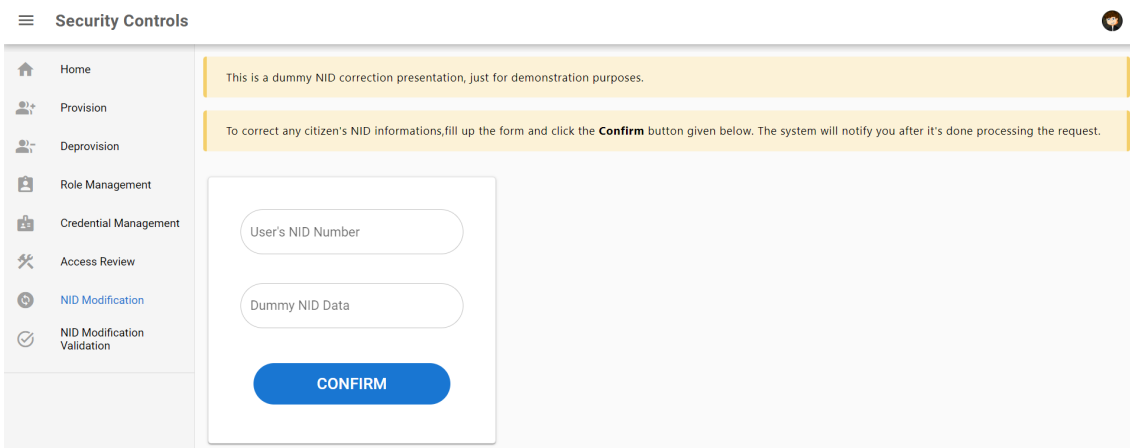 Security Controls
Home
Provision
Deprovision
Role Management
Credential Management
Access Review
NID Modification
NID Modification
Validation
This is a dummy NID correction presentation, just for demonstration purposes.
To correct any citizen's NID informations,fill up the form and click the Confirm button given below. The system will notify you after it's done processing the request.
User's NID Number
Dummy NID Data
CONFIRM